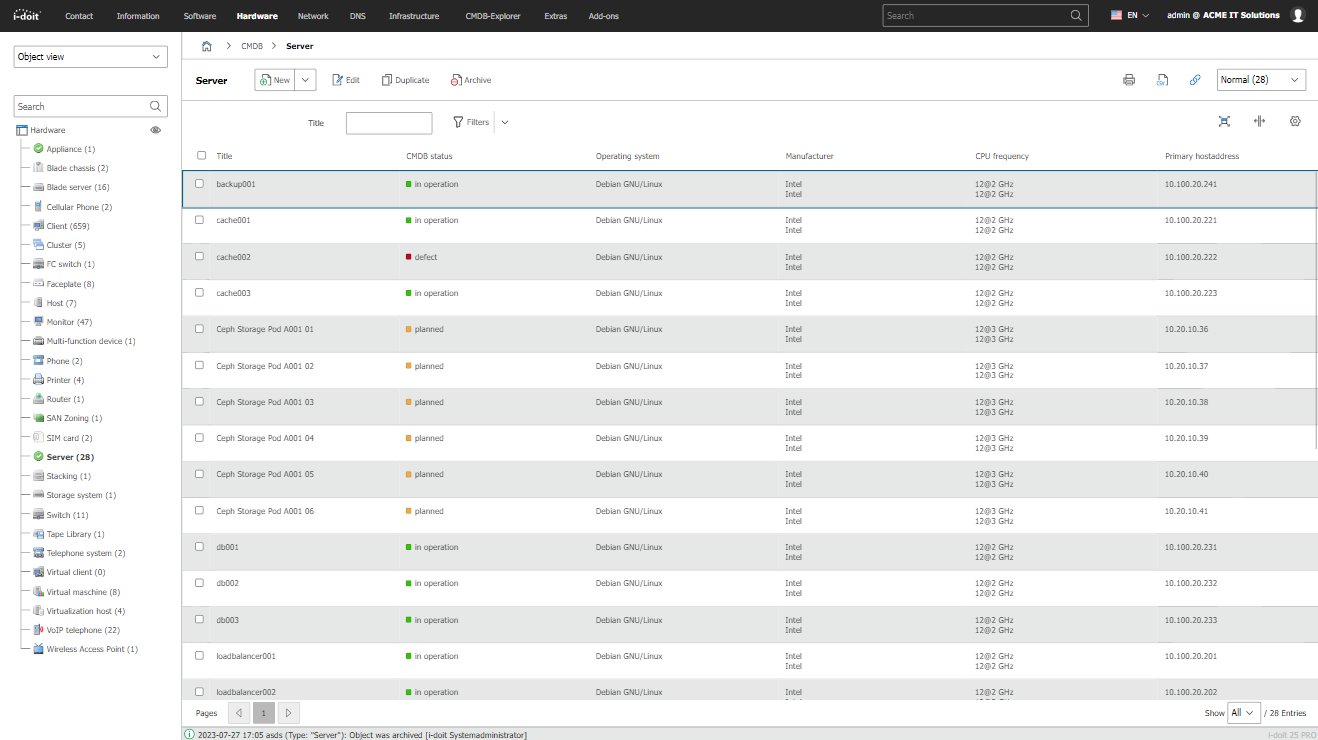 i-doit Contact Information Software Hardware Network DNS Infrastructure CMDB-Explorer Extras Add-ons Search EN admin @ ACME IT Solutions
Object view
CMDB Server
Server New Edit Duplicate Archive Normal (28)
Search
Hardware
Appliance (1)
Blade chassis (2)
Blade server (16)
Cellular Phone (2)
Client (659)
Cluster (5)
FC switch (1)
Faceplate (8)
Host (7)
Monitor (47)
Multi-function device (1)
Phone (2)
Printer (4)
Router (1)
SAN Zoning (1)
SIM card (2)
Server (28)
Stacking (1)
Storage system (1)
Switch (11)
Tape Library (1)
Telephone system (2)
Virtual client (0)
Virtual maschine (8)
Virtualization host (4)
VoIP telephone (22)
Wireless Access Point (1)
Title Filters
Title CMDB status Operating system Manufacturer CPU frequency Primary hostaddress
backup001 in operation Debian GNU/Linux Intel 12@2 GHz 10.100.20.241
Intel 12@2 GHz
cache001 in operation Debian GNU/Linux Intel 12@2 GHz 10.100.20.221
Intel 12@2 GHz
cache002 defect Debian GNU/Linux Intel 12@2 GHz 10.100.20.222
Intel 12@2 GHz
cache003 in operation Debian GNU/Linux Intel 12@2 GHz 10.100.20.223
Intel 12@2 GHz
Ceph Storage Pod A001 01 planned Debian GNU/Linux Intel 12@3 GHz 10.20.10.36
Intel 12@3 GHz
Ceph Storage Pod A001 02 planned Debian GNU/Linux Intel 12@3 GHz 10.20.10.37
Intel 12@3 GHz
Ceph Storage Pod A001 03 planned Debian GNU/Linux Intel 12@3 GHz 10.20.10.38
Intel 12@3 GHz
Ceph Storage Pod A001 04 planned Debian GNU/Linux Intel 12@3 GHz 10.20.10.39
Intel 12@3 GHz
Ceph Storage Pod A001 05 planned Debian GNU/Linux Intel 12@3 GHz 10.20.10.40
Intel 12@3 GHz
Ceph Storage Pod A001 06 planned Debian GNU/Linux Intel 12@3 GHz 10.20.10.41
Intel 12@3 GHz
db001 in operation Debian GNU/Linux Intel 12@2 GHz 10.100.20.231
Intel 12@2 GHz
db002 in operation Debian GNU/Linux Intel 12@2 GHz 10.100.20.232
Intel 12@2 GHz
db003 in operation Debian GNU/Linux Intel 12@2 GHz 10.100.20.233
Intel 12@2 GHz
loadbalancer001 in operation Debian GNU/Linux Intel 12@2 GHz 10.100.20.201
Intel 12@2 GHz
loadbalancer002 in operation Debian GNU/Linux Intel 12@2 GHz 10.100.20.202
Pages 1 Show All / 28 Entries
2023-07-27 17:05 asds (Type: "Server"): Object was archived [i-doit Systemadministrator] i-doit 25 PRO